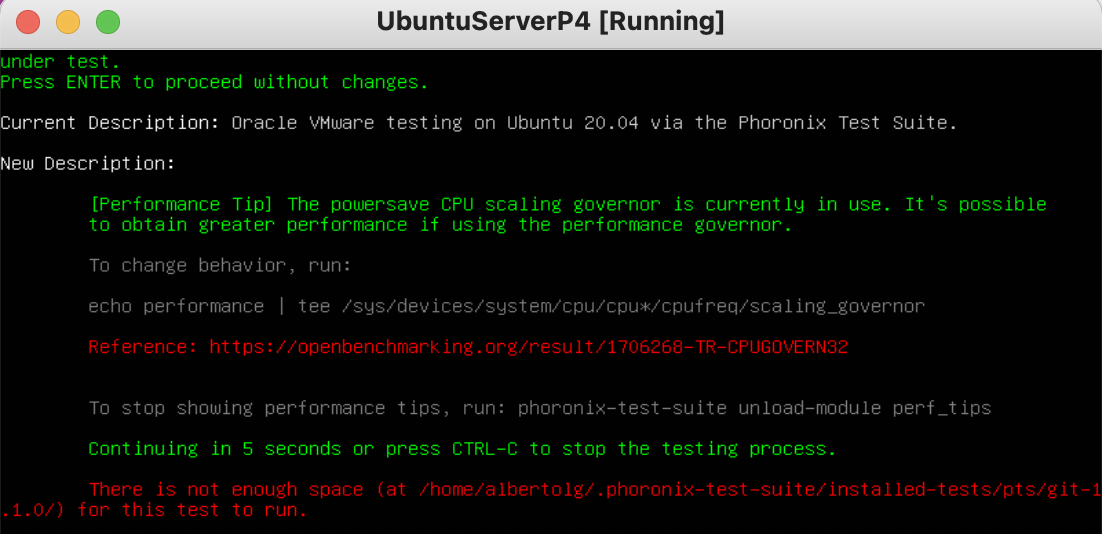 UbuntuServerP4 [Running]
under test.
Press ENTER to proceed without changes.
Current Description: Oracle VMware testing on Ubuntu 20.04 via the Phoronix Test Suite.
New Description:
[Performance Tip] The powersave CPU scaling governor is currently in use. It's possible
to obtain greater performance if using the performance governor.
To change behavior, run:
echo performance | tee /sys/devices/system/cpu/cpu*/cpufreq/scaling_governor
Reference: https://openbenchmarking.org/result/1706268-TR-CPUGOVERN32
To stop showing performance tips, run: phoronix-test-suite unload-module perf_tips
Continuing in 5 seconds or press CTRL-C to stop the testing process.
There is not enough space (at /home/albertolg/.phoronix-test-suite/installed-tests/pts/git-1
.1.0/) for this test to run.